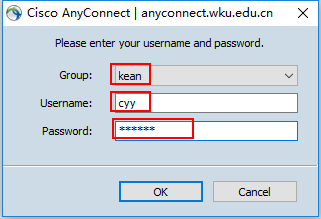 Cisco AnyConnect | anyconnect.wku.edu.cn
Please enter your username and password.
Group: kean
Username: cyy
Password: ******
OK Cancel